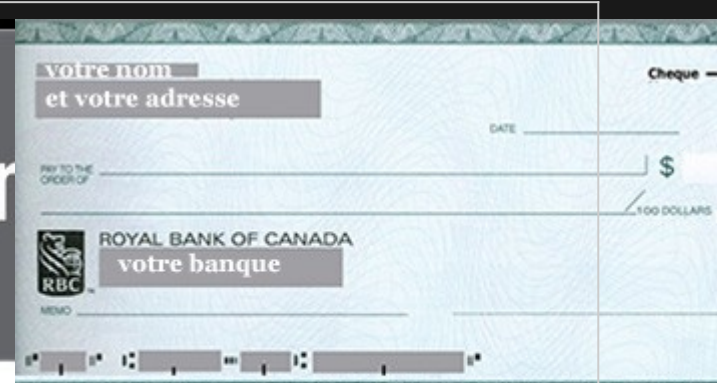 votre nom
Cheque —
et votre adresse
DATE
PAY TO THE
ORDER OF
$
100 DOLLARS
ROYAL BANK OF CANADA
votre banque
RBC
MEMO